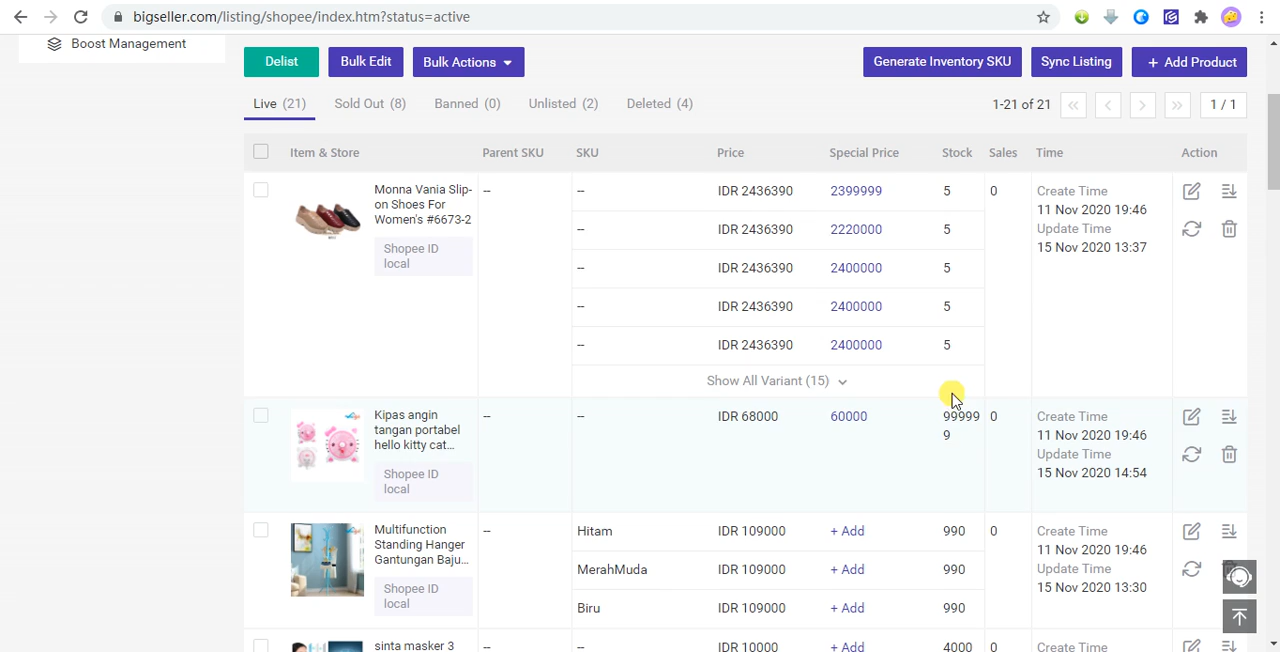 bigseller.com/listing/shopee/index.htm?status=active
Boost Management
Delist
Bulk Edit
Bulk Actions
Generate Inventory SKU
Sync Listing
+ Add Product
Live (21)
Sold Out (8)
Banned (0)
Unlisted (2)
Deleted (4)
1-21 of 21
1 / 1
Item & Store
Parent SKU
SKU
Price
Special Price
Stock
Sales
Time
Action
Monna Vania Slip-
on Shoes For
Women's #6673-2
Shopee ID
local
--
-- IDR 2436390 2399999 5
-- IDR 2436390 2220000 5
-- IDR 2436390 2400000 5
-- IDR 2436390 2400000 5
-- IDR 2436390 2400000 5
Show All Variant (15)
0
Create Time
11 Nov 2020 19:46
Update Time
15 Nov 2020 13:37
Kipas angin
tangan portabel
hello kitty cat...
Shopee ID
local
--
-- IDR 68000 60000 99999
9
0
Create Time
11 Nov 2020 19:46
Update Time
15 Nov 2020 14:54
Multifunction
Standing Hanger
Gantungan Baju...
Shopee ID
local
--
Hitam IDR 109000 + Add 990
MerahMuda IDR 109000 + Add 990
Biru IDR 109000 + Add 990
0
Create Time
11 Nov 2020 19:46
Update Time
15 Nov 2020 13:30
sinta masker 3
--
-- IDR 10000 + Add 4000 0
Create Time